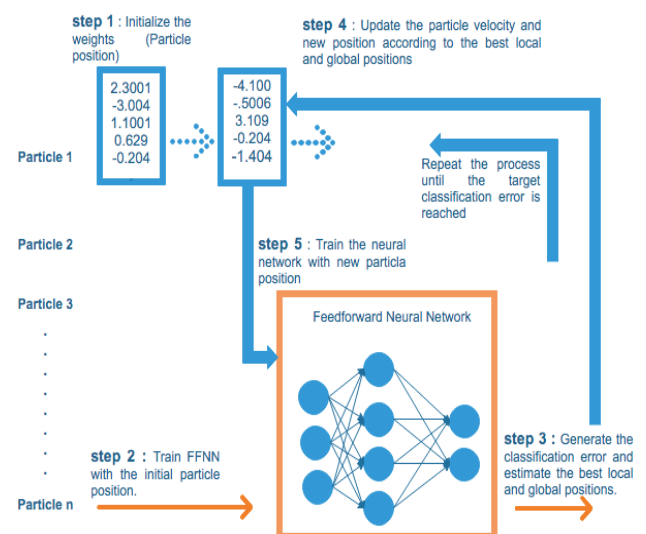 step 1 : Initialize the
weights (Particle
position)
step 4 : Update the particle velocity and
new position according to the best local
and global positions
2.3001
-3.004
1.1001
0.629
-0.204
-4.100
-.5006
3.109
-0.204
-1.404
Particle 1
Repeat the process
until the target
classification error is
reached
Particle 2
step 5 : Train the neural
network with new particla
position
Particle 3
Feedforward Neural Network
step 2 : Train FFNN
with the initial particle
position.
step 3 : Generate the
classification error and
estimate the best local
and global positions.
Particle n